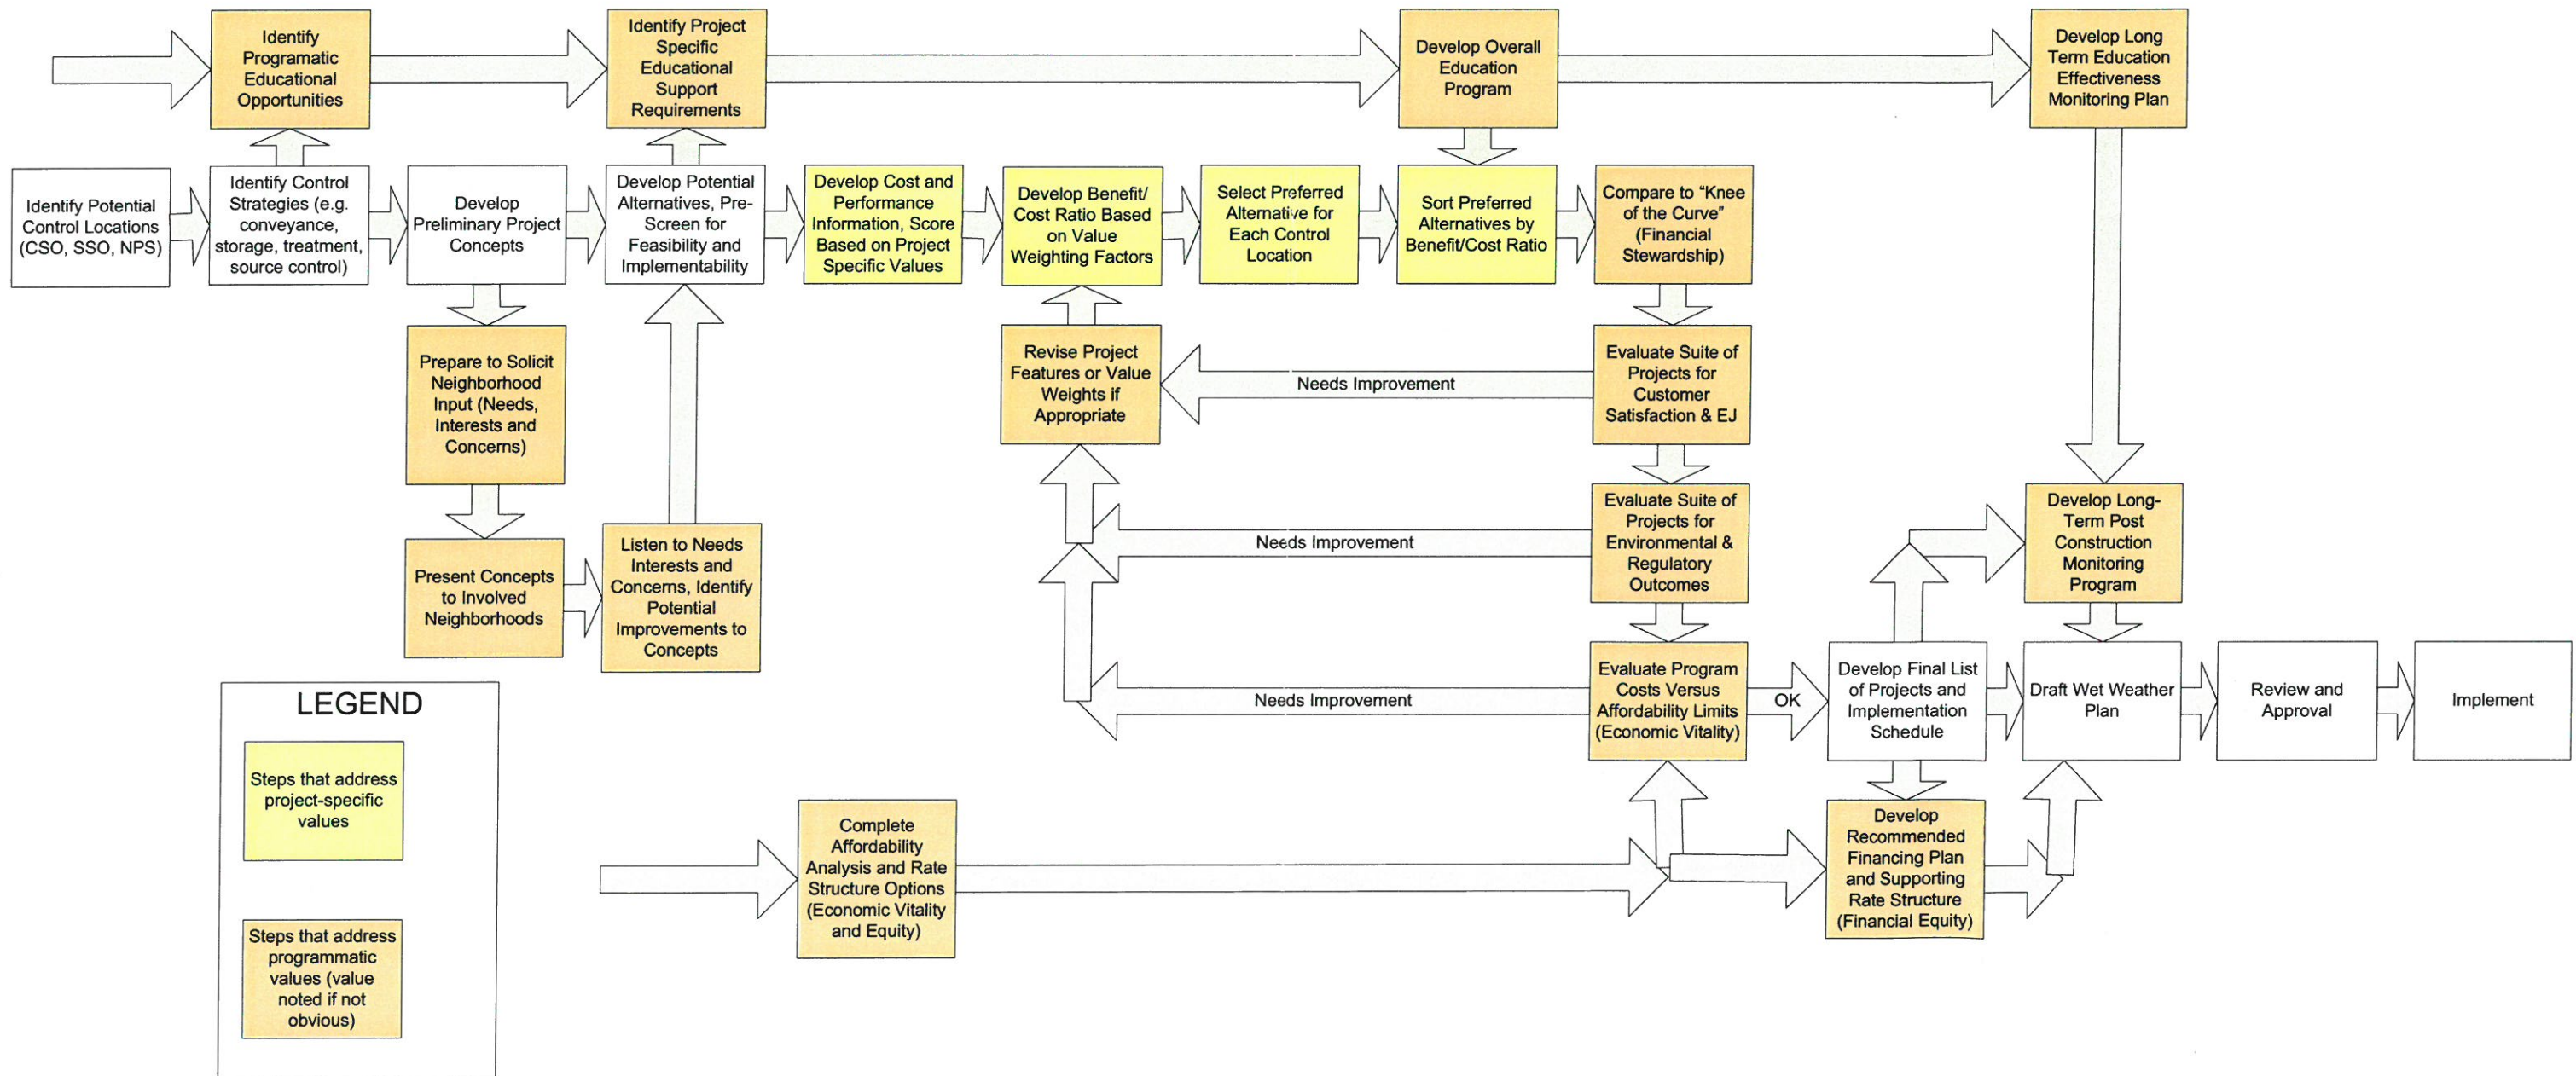 Identify
Programatic
Educational
Opportunities
Identify Project
Specific
Educational
Support
Requirements
Develop Overall
Education
Program
Develop Long
Term Education
Effectiveness
Monitoring Plan
Identify Potential
Control Locations
(CSO, SSO, NPS)
Identify Control
Strategies (e.g.
conveyance,
storage, treatment,
source control)
Develop
Preliminary Project
Concepts
Develop Potential
Alternatives, Pre-
Screen for
Feasibility and
Implementability
Develop Cost and
Performance
Information, Score
Based on Project
Specific Values
Develop Benefit/
Cost Ratio Based
on Value
Weighting Factors
Select Preferred
Alternative for
Each Control
Location
Sort Preferred
Alternatives by
Benefit/Cost Ratio
Compare to “Knee
of the Curve”
(Financial
Stewardship)
Prepare to Solicit
Neighborhood
Input (Needs,
Interests and
Concerns)
Revise Project
Features or Value
Weights if
Appropriate
Needs Improvement
Evaluate Suite of
Projects for
Customer
Satisfaction & EJ
Present Concepts
to Involved
Neighborhoods
Listen to Needs
Interests and
Concerns, Identify
Potential
Improvements to
Concepts
Needs Improvement
Evaluate Suite of
Projects for
Environmental &
Regulatory
Outcomes
Develop Long-
Term Post
Construction
Monitoring
Program
Needs Improvement
Evaluate Program
Costs Versus
Affordability Limits
(Economic Vitality)
OK
Develop Final List
of Projects and
Implementation
Schedule
Draft Wet Weather
Plan
Review and
Approval
Implement
LEGEND
Steps that address
project-specific
values
Steps that address
programmatic
values (value
noted if not
obvious)
Complete
Affordability
Analysis and Rate
Structure Options
(Economic Vitality
and Equity)
Develop
Recommended
Financing Plan
and Supporting
Rate Structure
(Financial Equity)